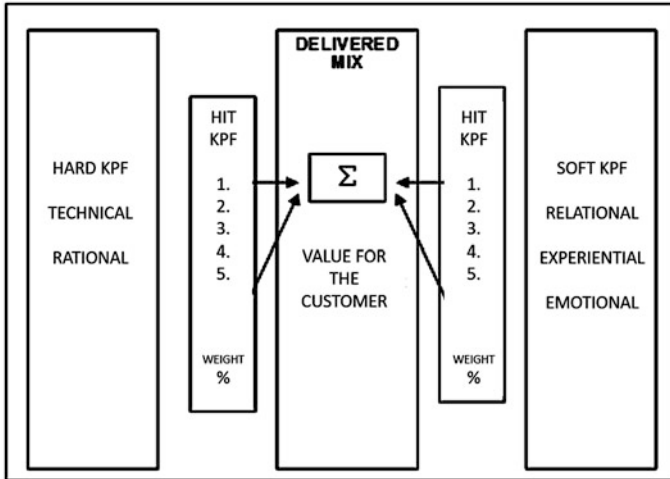 HARD KPF
TECHNICAL
RATIONAL
HIT
KPF
1.
2.
3.
4.
5.
WEIGHT
%
DELIVERED
MIX
Σ
VALUE FOR
THE
CUSTOMER
HIT
KPF
1.
2.
3.
4.
5.
WEIGHT
%
SOFT KPF
RELATIONAL
EXPERIENTIAL
EMOTIONAL